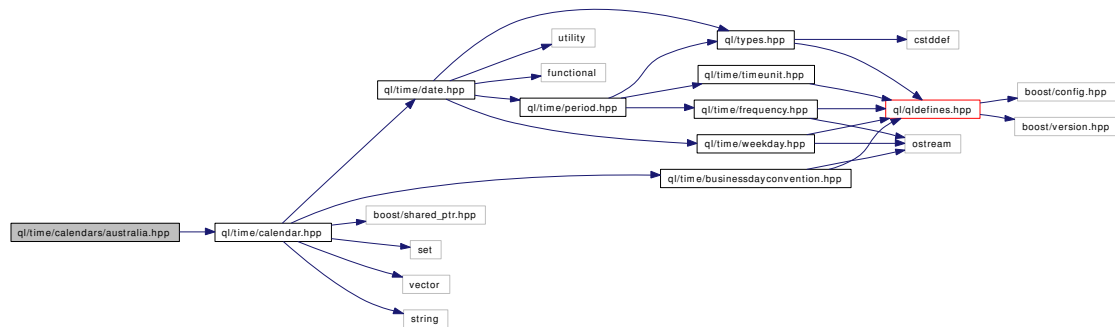 utility
ql/types.hpp
cstddef
functional
ql/time/timeunit.hpp
ql/time/date.hpp
boost/config.hpp
ql/time/period.hpp
ql/time/frequency.hpp
ql/qldefines.hpp
boost/version.hpp
ql/time/weekday.hpp
ostream
ql/time/businessdayconvention.hpp
boost/shared_ptr.hpp
ql/time/calendars/australia.hpp
ql/time/calendar.hpp
set
vector
string